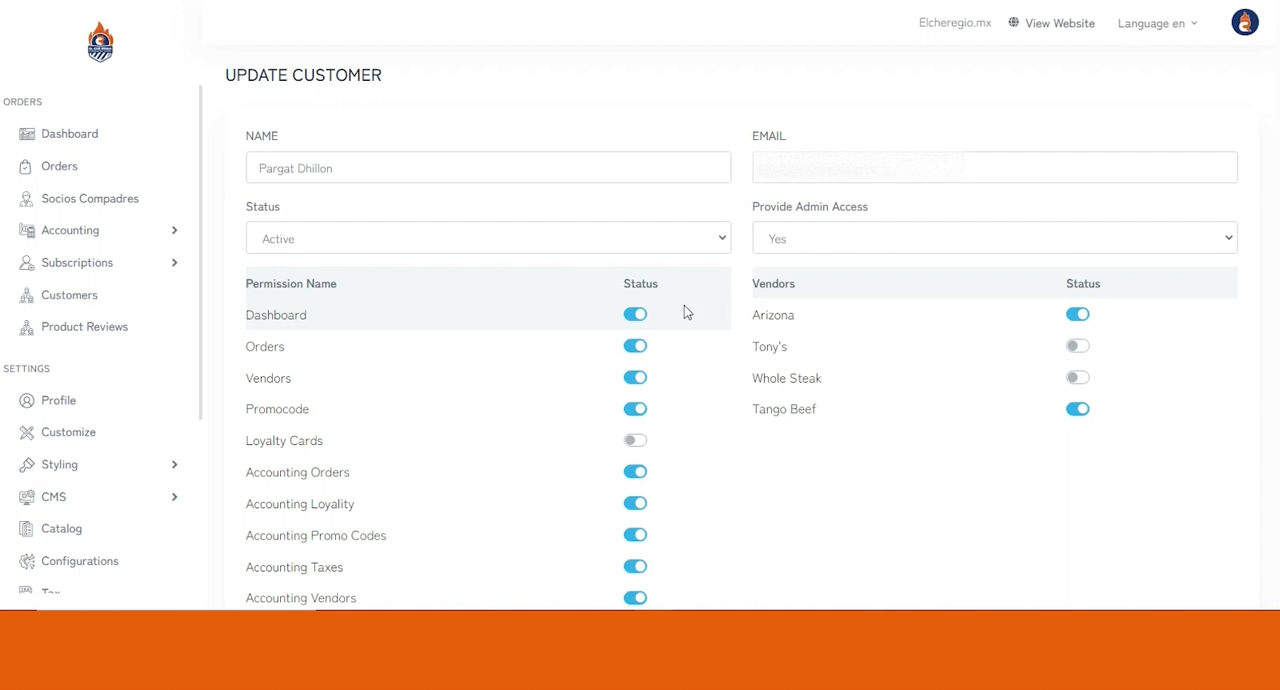 Elcheregio.mx
View Website
Language en
ORDERS
Dashboard
Orders
Socios Compadres
Accounting
Subscriptions
Customers
Product Reviews
SETTINGS
Profile
Customize
Styling
CMS
Catalog
Configurations
Tax
UPDATE CUSTOMER
NAME
Pargat Dhillon
EMAIL
Status
Active
Provide Admin Access
Yes
Permission Name Status
Dashboard
Orders
Vendors
Promocode
Loyalty Cards
Accounting Orders
Accounting Loyality
Accounting Promo Codes
Accounting Taxes
Accounting Vendors
Vendors Status
Arizona
Tony's
Whole Steak
Tango Beef